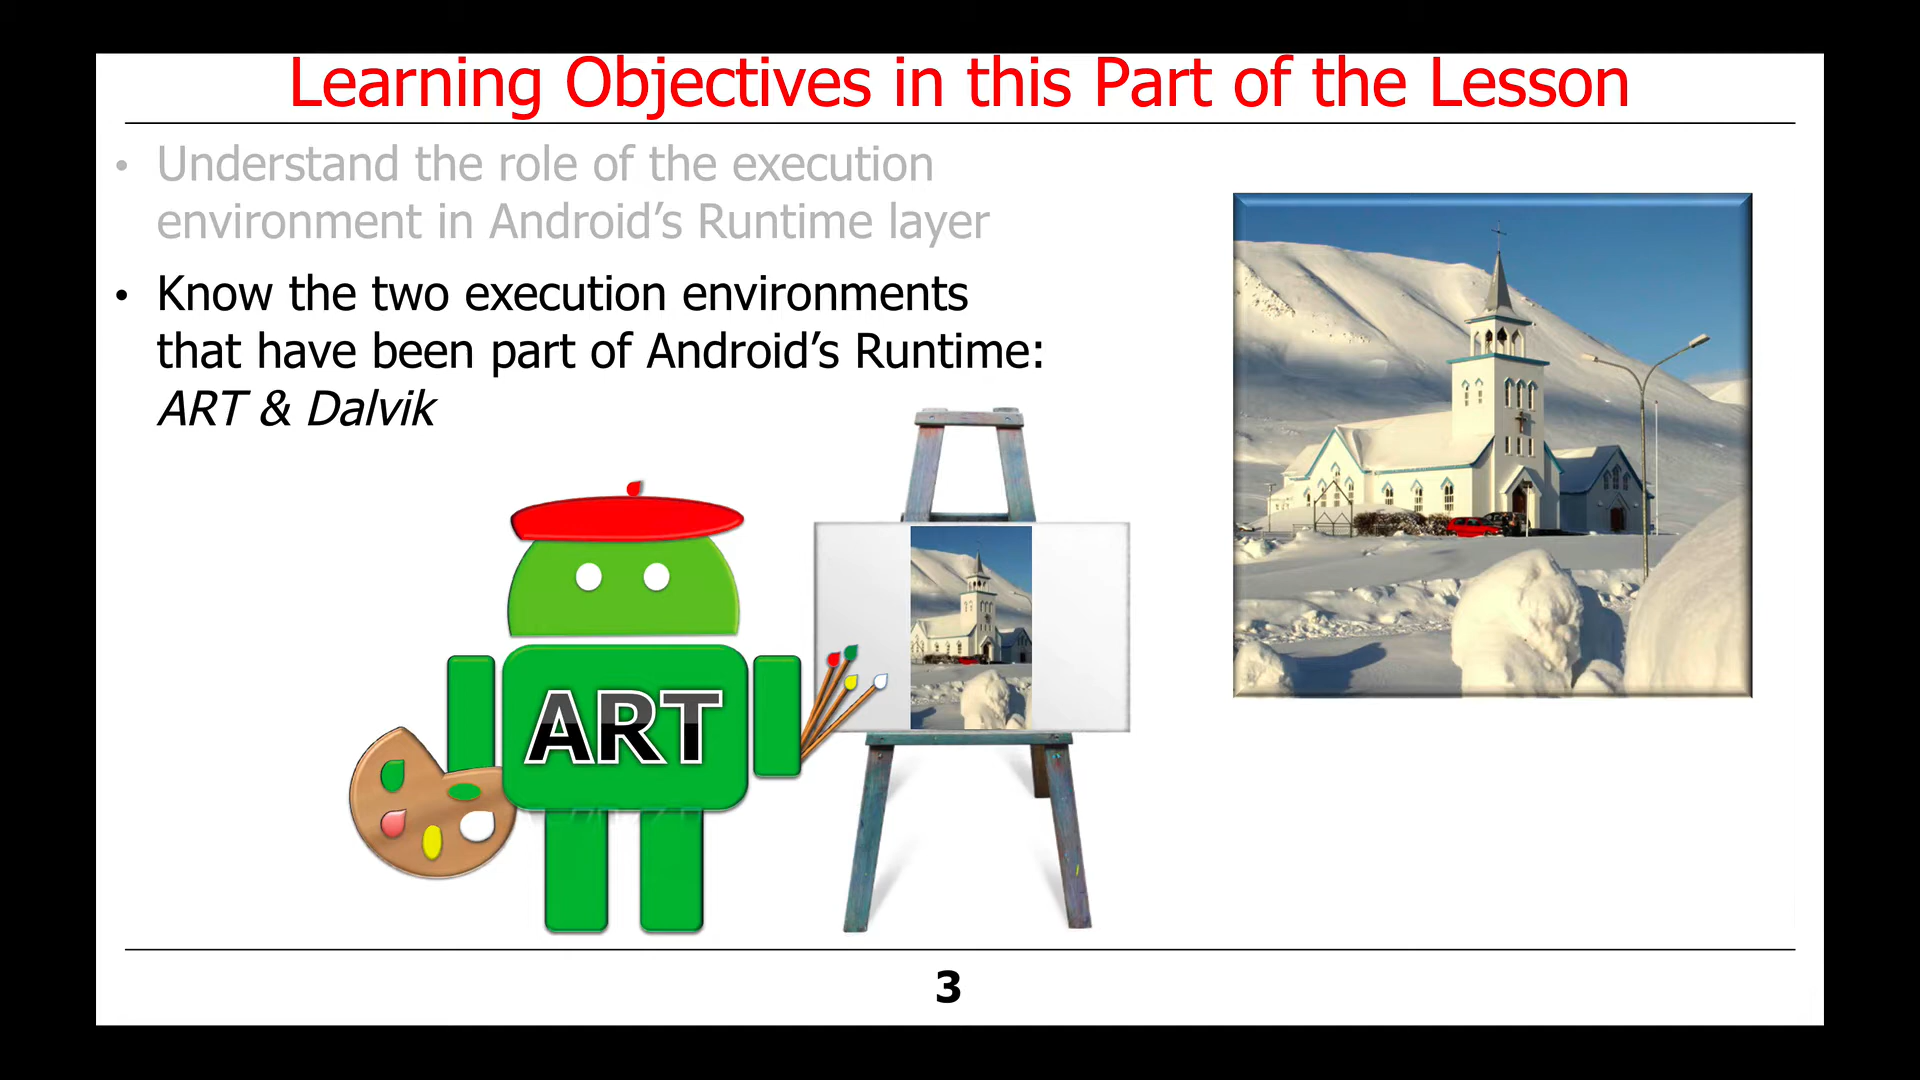 Learning Objectives in this Part of the Lesson
• Understand the role of the execution
environment in Android’s Runtime layer
• Know the two execution environments
that have been part of Android’s Runtime:
ART & Dalvik
ART
3